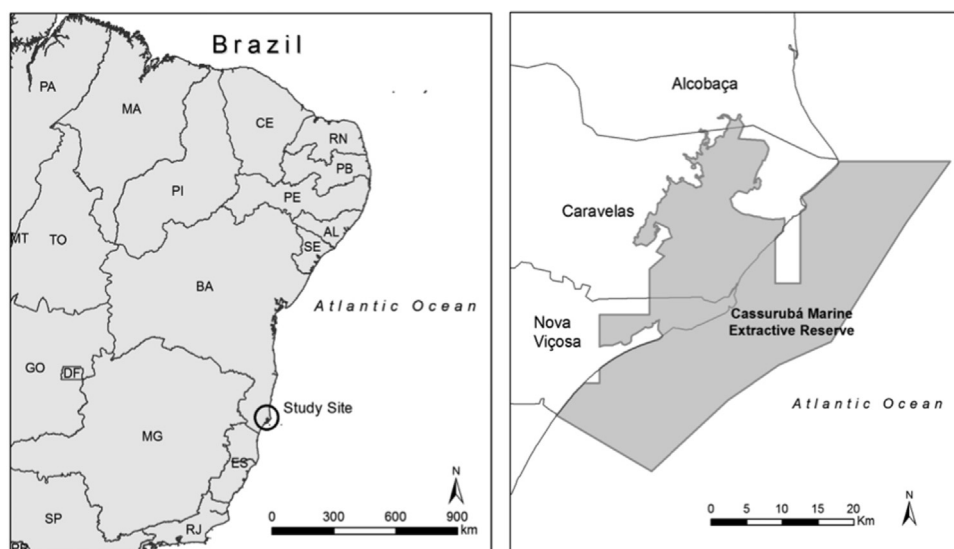 Brazil
PA
MA
CE
RN
PB
PI
PE
AL
SE
MT
TO
BA
Atlantic Ocean
GO
DF
Study Site
MG
ES
SP
RJ
N
0 300 600 900
km
Alcobaça
Caravelas
Cassurubá Marine
Extractive Reserve
Nova
Viçosa
Atlantic Ocean
N
0 5 10 15 20
Km